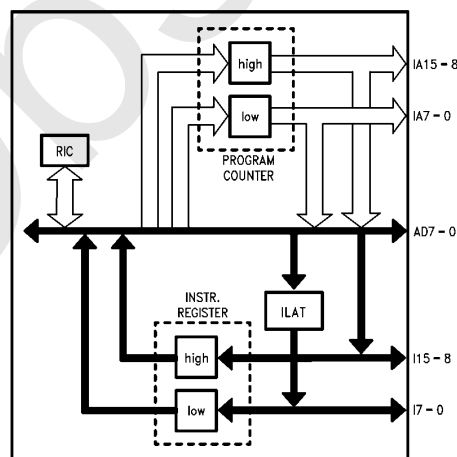 high
IA15-8
low
IA7-0
PROGRAM
COUNTER
RIC
AD7-0
INSTR.
REGISTER
ILAT
high
I15-8
low
I7-0